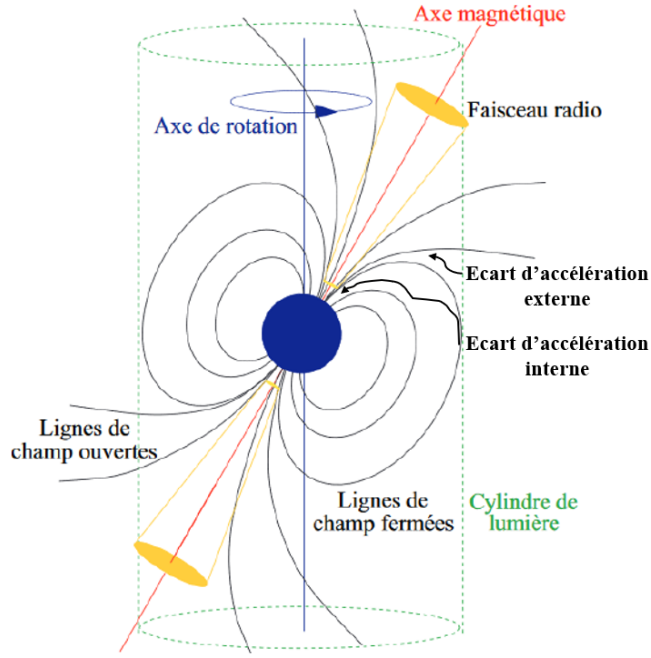 Axe magnétique
Faisceau radio
Axe de rotation
Ecart d'accélération
externe
Ecart d'accélération
interne
Lignes de
champ ouvertes
Lignes de
champ fermées
Cylindre de
lumière